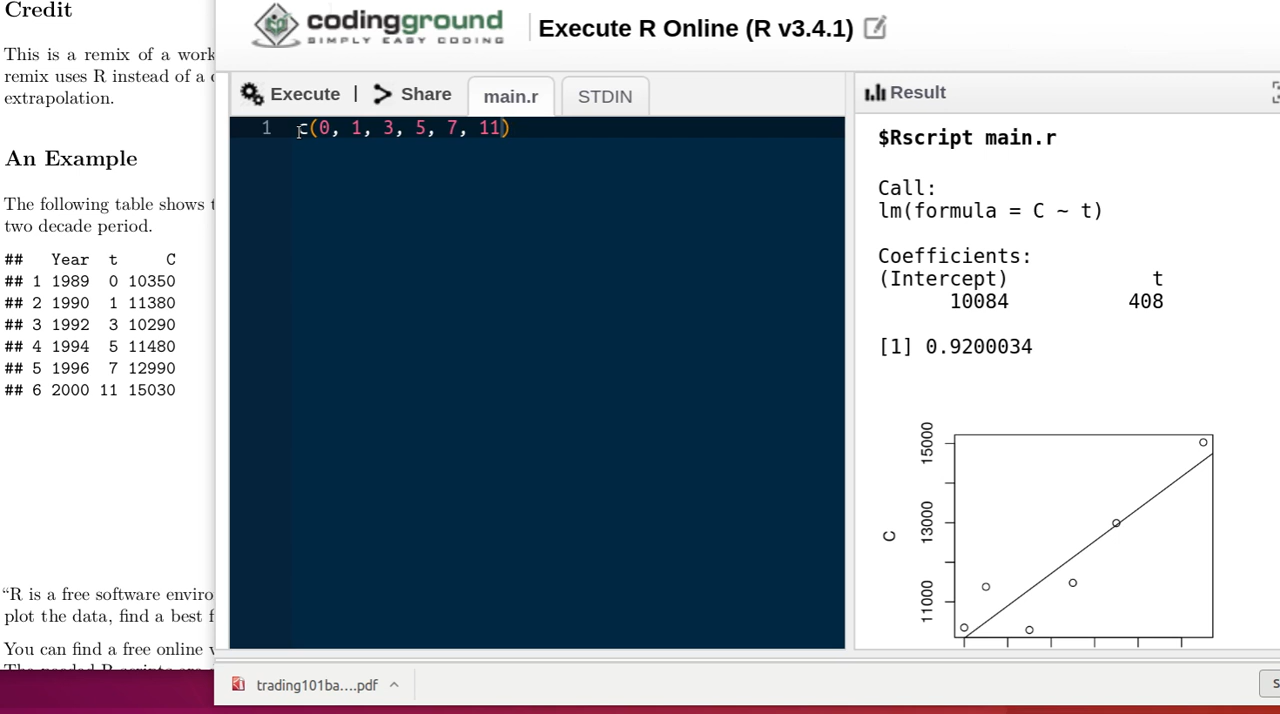 Credit
This is a remix of a work
remix uses R instead of a
extrapolation.
An Example
The following table shows
two decade period.
## Year t C
## 1 1989 0 10350
## 2 1990 1 11380
## 3 1992 3 10290
## 4 1994 5 11480
## 5 1996 7 12990
## 6 2000 11 15030
“R is a free software enviro
plot the data, find a best f
You can find a free online
codingground
SIMPLY EASY CODING
Execute R Online (R v3.4.1)
Execute | Share main.r STDIN
1 c(0, 1, 3, 5, 7, 11)
Result
$Rscript main.r
Call:
lm(formula = C ~ t)
Coefficients:
(Intercept) t
10084 408
[1] 0.9200034
15000
13000
11000
C
trading101ba....pdf